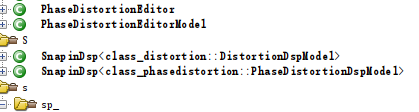 PhaseDistortionEditor
PhaseDistortionEditorModel
S
SnapinDsp<class_distortion::DistortionDspModel>
SnapinDsp<class_phasedistortion::PhaseDistortionDspModel>
s
sp_